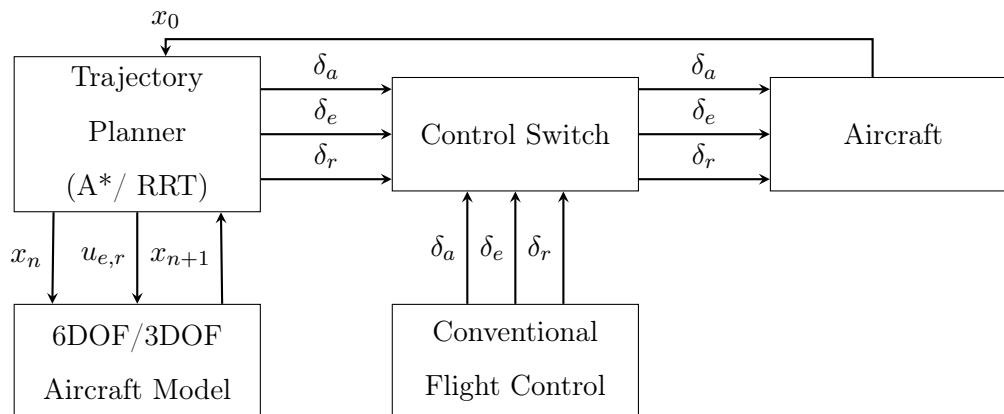 x_0
Trajectory
Planner
(A*/ RRT)
δ_a
δ_e
δ_r
Control Switch
δ_a
δ_e
δ_r
Aircraft
x_n
u_{e,r}
x_{n+1}
δ_a
δ_e
δ_r
6DOF/3DOF
Aircraft Model
Conventional
Flight Control